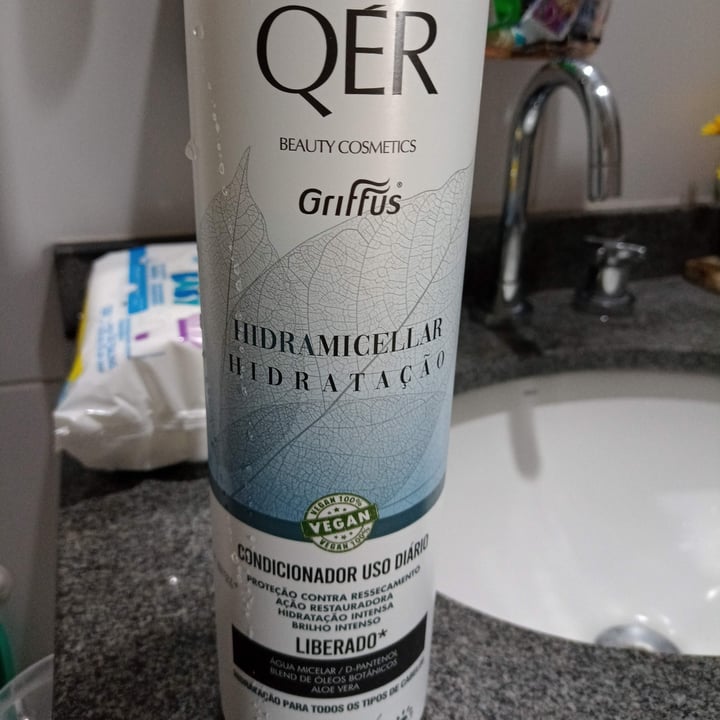 QÉR
BEAUTY COSMETICS
Griffus®
HIDRAMICELLAR
HIDRATAÇÃO
VEGAN 100%
VEGAN
VEGAN 100%
CONDICIONADOR USO DIÁRIO
PROTEÇÃO CONTRA RESSECAMENTO
AÇÃO RESTAURADORA
HIDRATAÇÃO INTENSA
BRILHO INTENSO
LIBERADO*
ÁGUA MICELAR / D-PANTENOL
BLEND DE ÓLEOS BOTÂNICOS
ALOE VERA
HIDRATAÇÃO PARA TODOS OS TIPOS DE